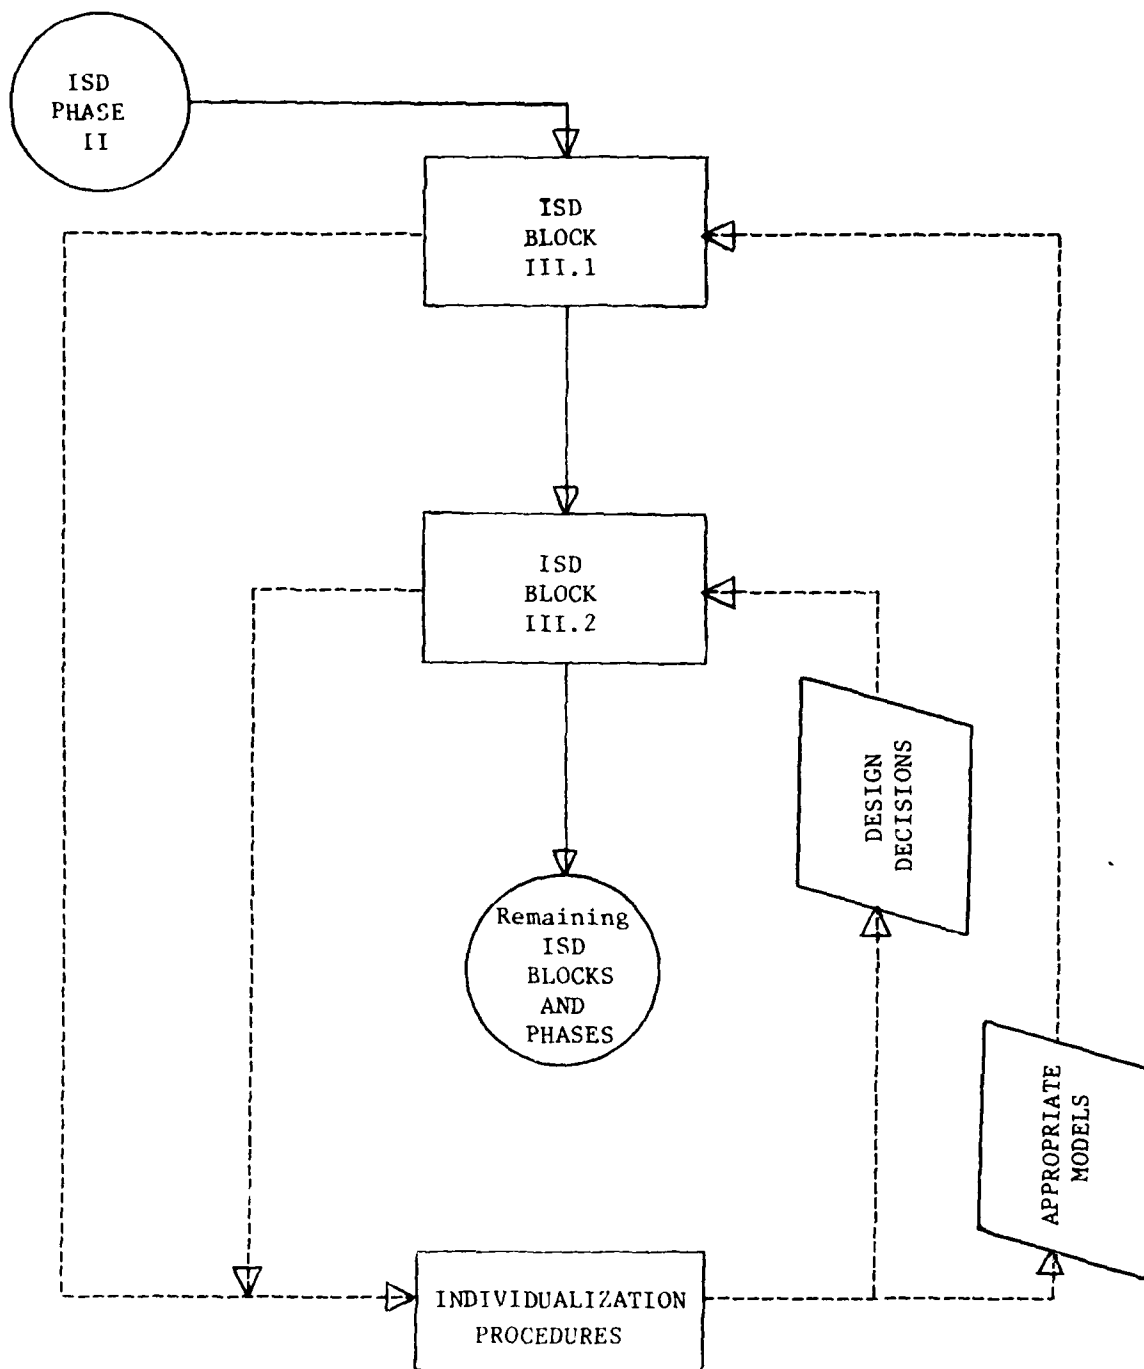 ISD
PHASE
II
ISD
BLOCK
III.1
ISD
BLOCK
III.2
DESIGN
DECISIONS
Remaining
ISD
BLOCKS
AND
PHASES
APPROPRIATE
MODELS
INDIVIDUALIZATION
PROCEDURES